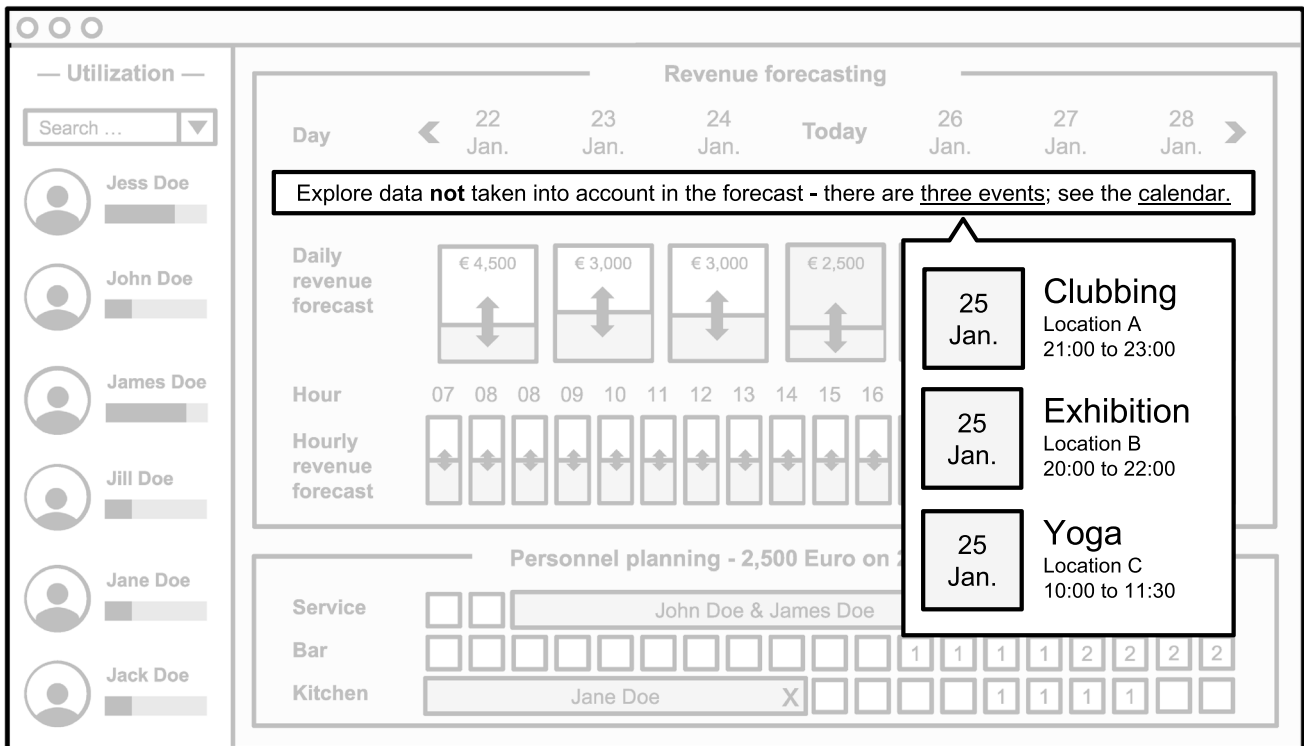 — Utilization —
Search ...
Jess Doe
John Doe
James Doe
Jill Doe
Jane Doe
Jack Doe
Revenue forecasting
Day
22 Jan.
23 Jan.
24 Jan.
Today
26 Jan.
27 Jan.
28 Jan.
Explore data not taken into account in the forecast - there are three events; see the calendar.
Daily
revenue
forecast
€ 4,500
€ 3,000
€ 3,000
€ 2,500
Hour
07 08 08 09 10 11 12 13 14 15 16
Hourly
revenue
forecast
25
Jan.
Clubbing
Location A
21:00 to 23:00
25
Jan.
Exhibition
Location B
20:00 to 22:00
25
Jan.
Yoga
Location C
10:00 to 11:30
Personnel planning - 2,500 Euro on
Service
John Doe & James Doe
Bar
1 1 1 1 2 2 2 2
Kitchen
Jane Doe X
1 1 1 1